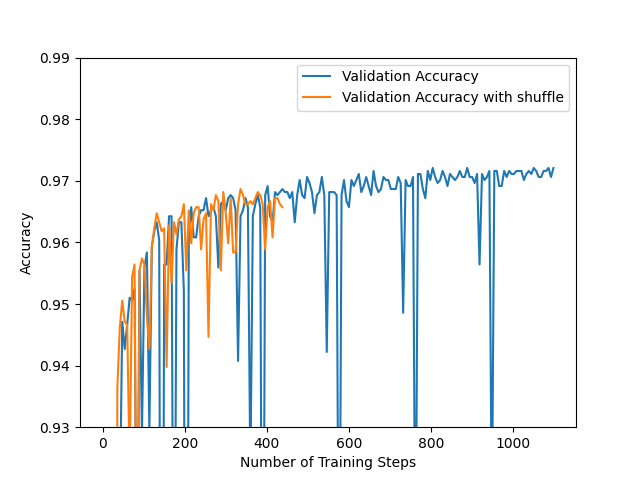 0.99
0.98
0.97
0.96
0.95
0.94
0.93
Accuracy
Validation Accuracy
Validation Accuracy with shuffle
0 200 400 600 800 1000
Number of Training Steps